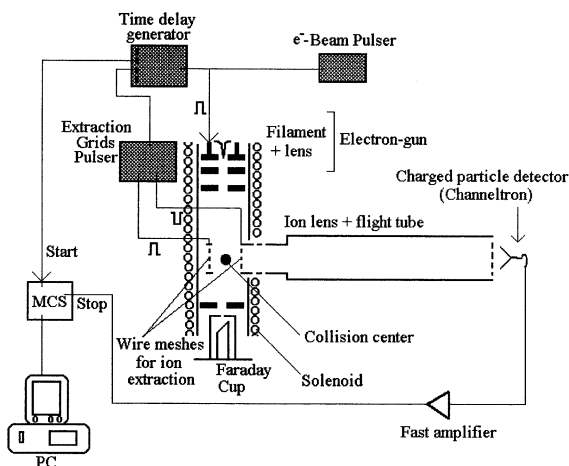 Time delay
generator
e⁻-Beam Pulser
Extraction
Grids
Pulser
Filament
+ lens
Electron-gun
Charged particle detector
(Channeltron)
Ion lens + flight tube
Start
MCS
Stop
Wire meshes
for ion
extraction
Collision center
Faraday
Cup
Solenoid
Fast amplifier
PC